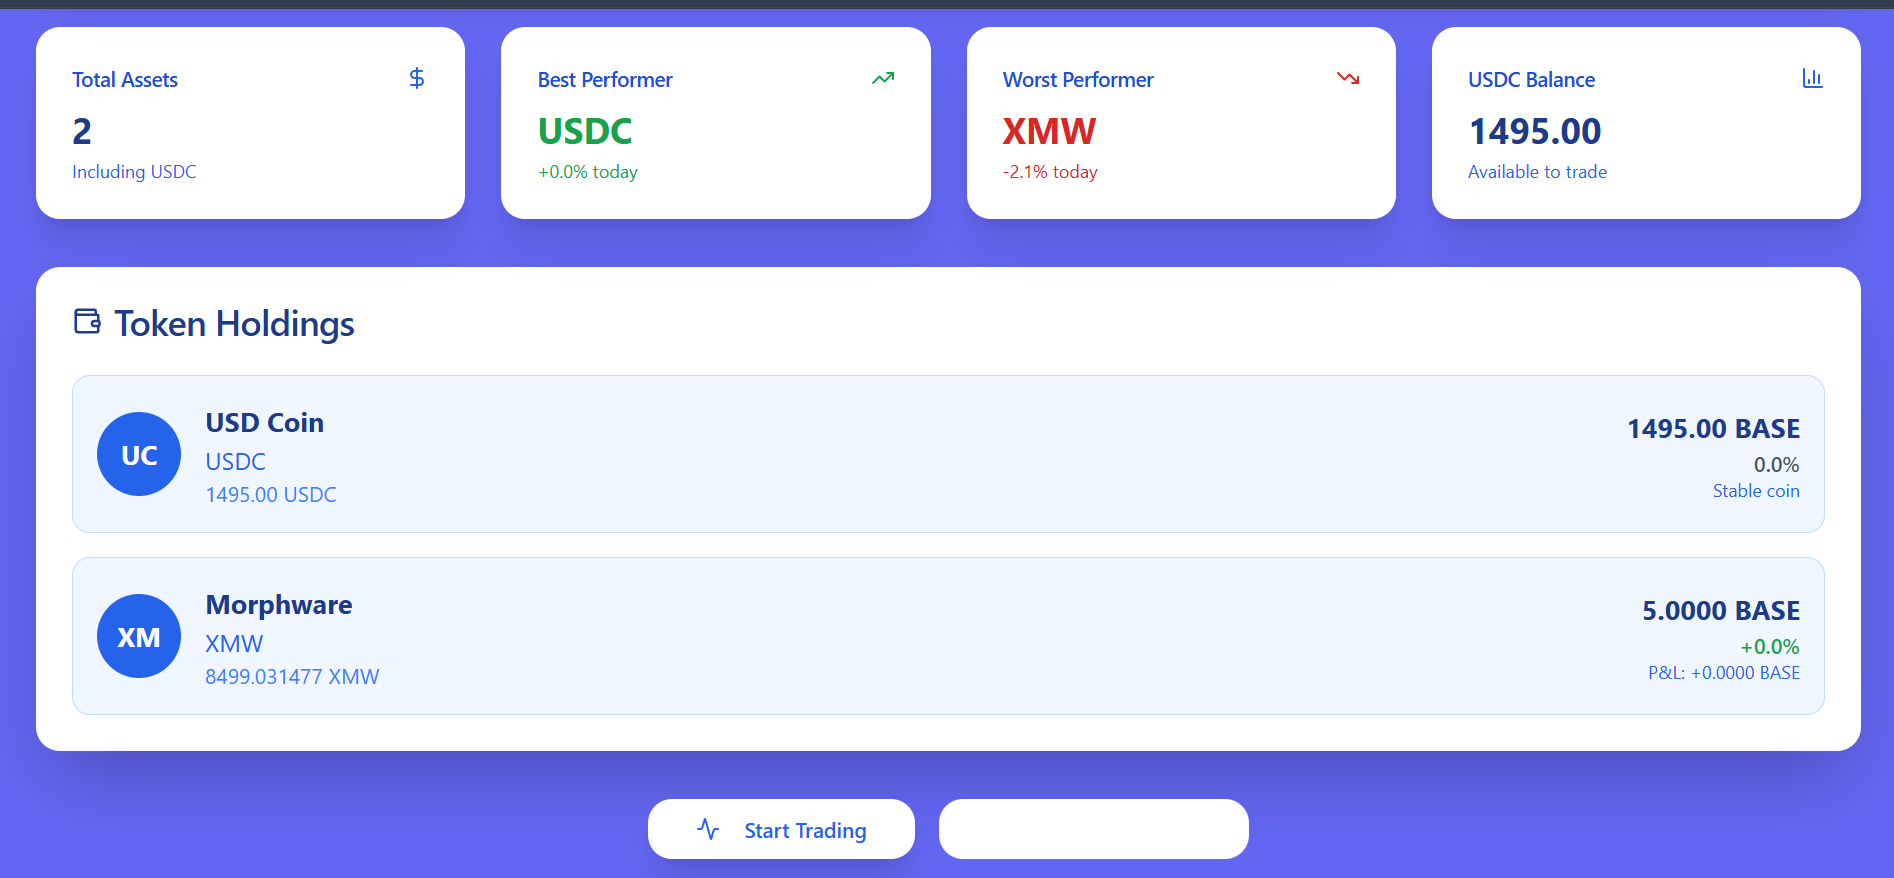 Total Assets
2
Including USDC
Best Performer
USDC
+0.0% today
Worst Performer
XMW
-2.1% today
USDC Balance
1495.00
Available to trade
Token Holdings
UC
USD Coin
USDC
1495.00 USDC
1495.00 BASE
0.0%
Stable coin
XM
Morphware
XMW
8499.031477 XMW
5.0000 BASE
+0.0%
P&L: +0.0000 BASE
Start Trading